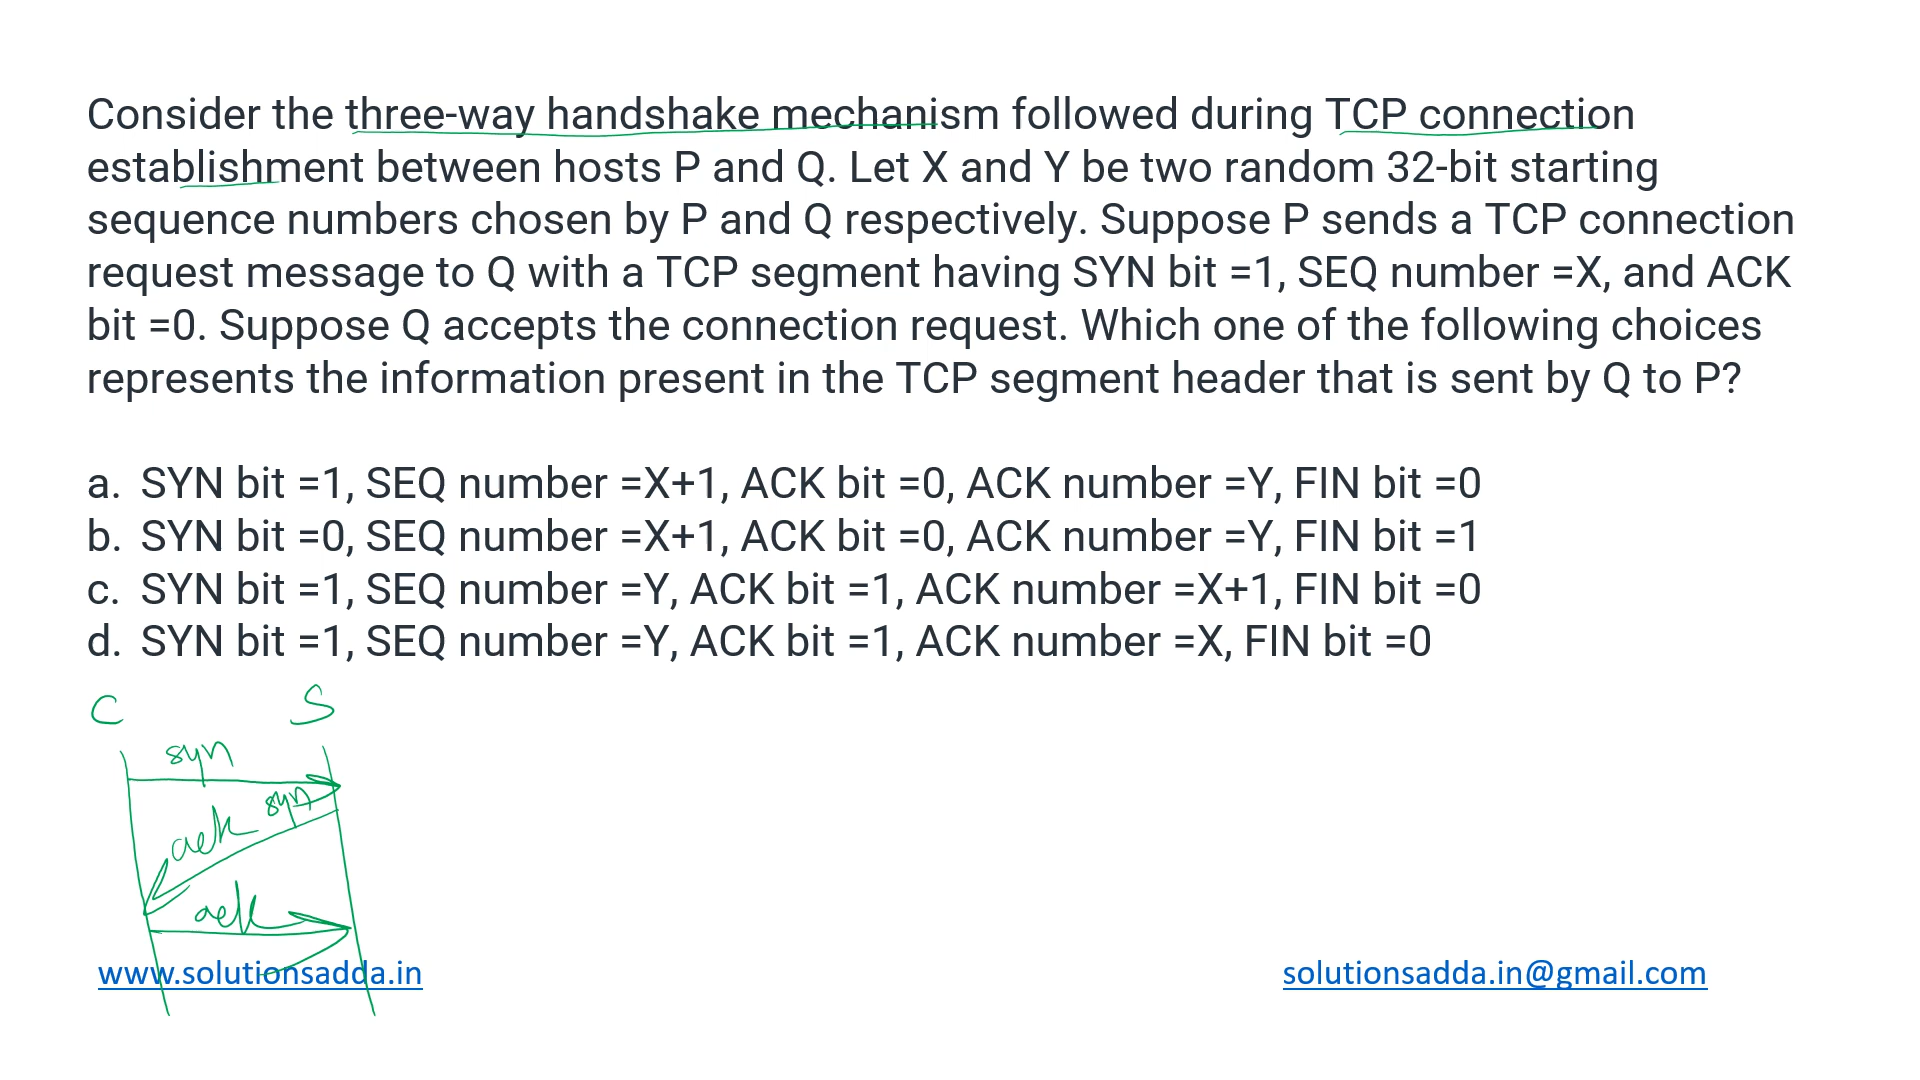 Consider the three-way handshake mechanism followed during TCP connection
establishment between hosts P and Q. Let X and Y be two random 32-bit starting
sequence numbers chosen by P and Q respectively. Suppose P sends a TCP connection
request message to Q with a TCP segment having SYN bit =1, SEQ number =X, and ACK
bit =0. Suppose Q accepts the connection request. Which one of the following choices
represents the information present in the TCP segment header that is sent by Q to P?
a. SYN bit =1, SEQ number =X+1, ACK bit =0, ACK number =Y, FIN bit =0
b. SYN bit =0, SEQ number =X+1, ACK bit =0, ACK number =Y, FIN bit =1
c. SYN bit =1, SEQ number =Y, ACK bit =1, ACK number =X+1, FIN bit =0
d. SYN bit =1, SEQ number =Y, ACK bit =1, ACK number =X, FIN bit =0
C S
syn
syn
ack
ack
www.solutionsadda.in
solutionsadda.in@gmail.com